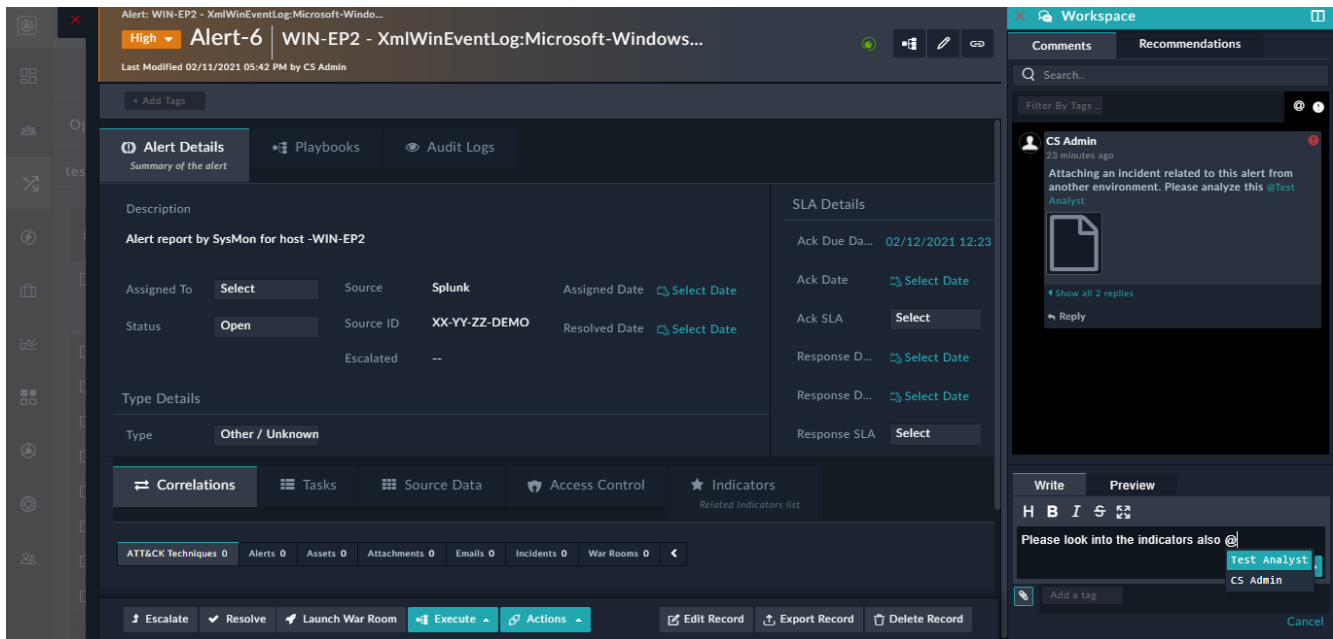 Alert: WIN-EP2 - XmlWinEventLog:Microsoft-Windo...
High Alert-6 WIN-EP2 - XmlWinEventLog:Microsoft-Windows...
Last Modified 02/11/2021 05:42 PM by CS Admin
+ Add Tags
Alert Details
Summary of the alert
Playbooks
Audit Logs
Description
Alert report by SysMon for host -WIN-EP2
Assigned To Select
Source Splunk
Assigned Date Select Date
Status Open
Source ID XX-YY-ZZ-DEMO
Resolved Date Select Date
Escalated --
Type Details
Type Other / Unknown
SLA Details
Ack Due Da... 02/12/2021 12:23
Ack Date Select Date
Ack SLA Select
Response D... Select Date
Response D... Select Date
Response SLA Select
Correlations
Tasks
Source Data
Access Control
Indicators
Related Indicators list
ATT&CK Techniques 0 Alerts 0 Assets 0 Attachments 0 Emails 0 Incidents 0 War Rooms 0
Escalate Resolve Launch War Room Execute Actions Edit Record Export Record Delete Record
Workspace
Comments Recommendations
Search..
Filter By Tags ..
@
CS Admin
23 minutes ago
Attaching an incident related to this alert from
another environment. Please analyze this @Test
Analyst
Show all 2 replies
Reply
Write Preview
H B I S
Please look into the indicators also @
Test Analyst
CS Admin
Add a tag
Cancel